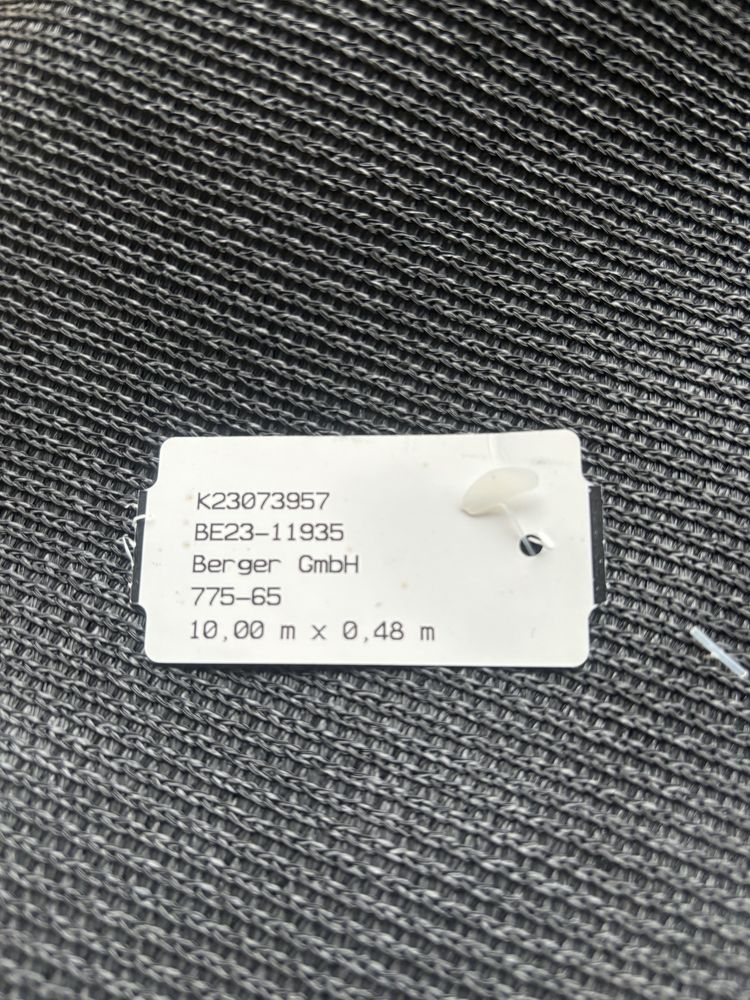 K23073957
BE23-11935
Berger GmbH
775-65
10,00 m x 0,48 m